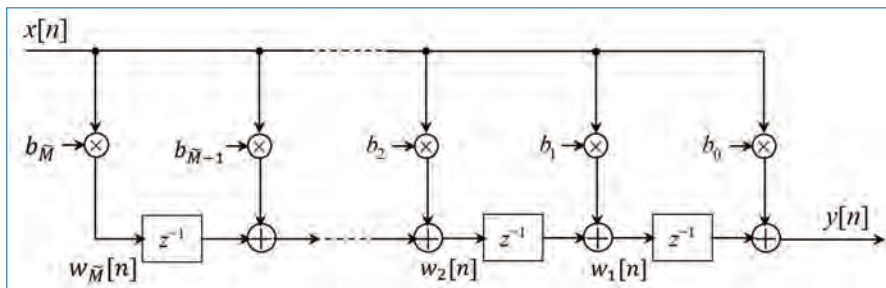 x[n]
b_M̃ b_M̃−1 b_2 b_1 b_0
z⁻¹ z⁻¹ z⁻¹ y[n]
w_M̃[n] w_2[n] w_1[n]